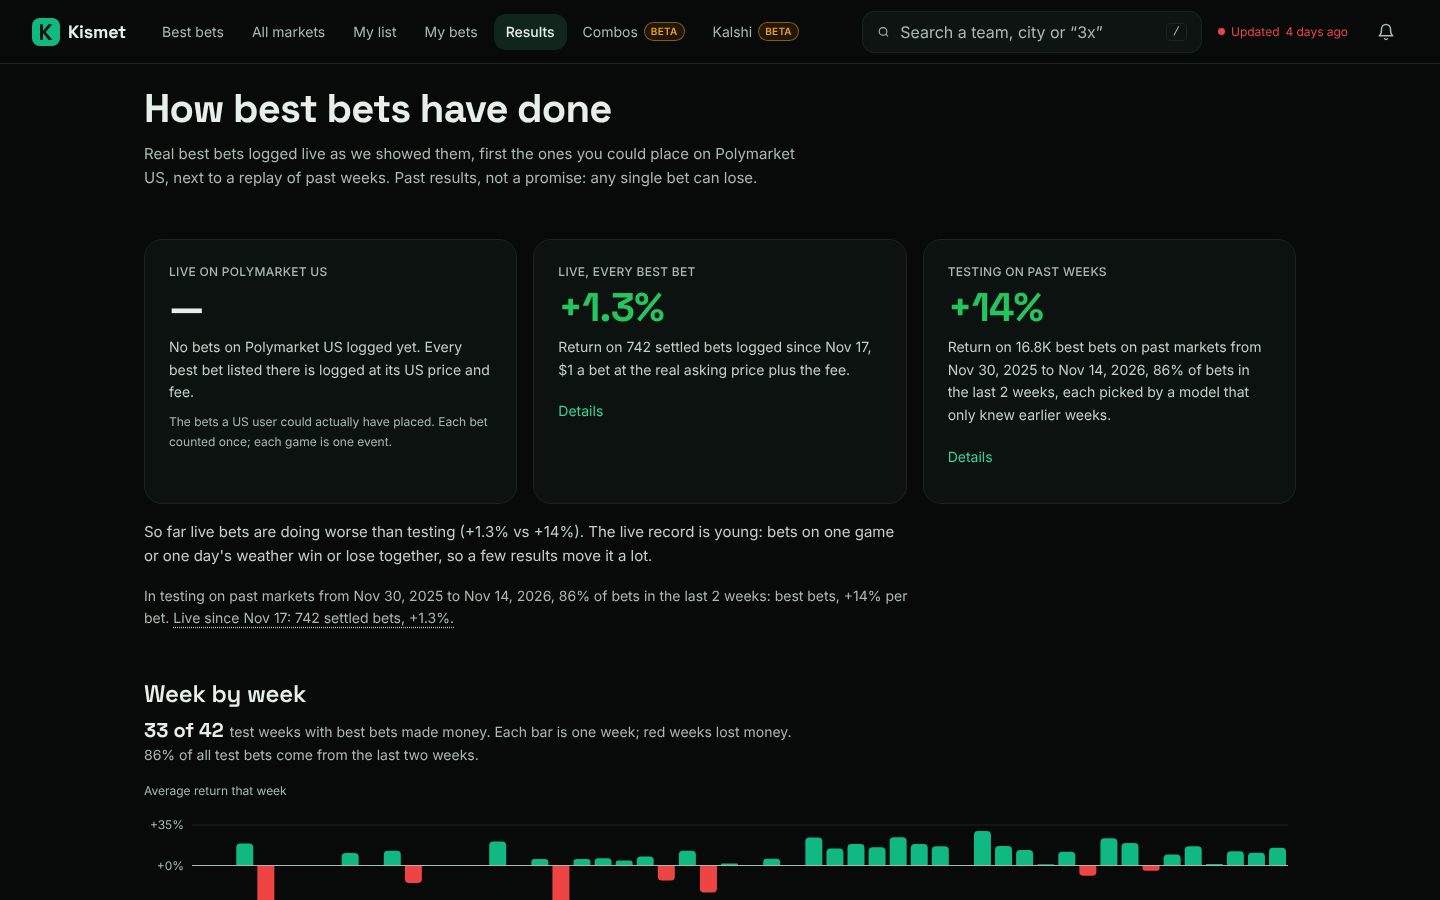 K Kismet Best bets All markets My list My bets Results Combos BETA Kalshi BETA Search a team, city or “3x” / Updated 4 days ago
How best bets have done
Real best bets logged live as we showed them, first the ones you could place on Polymarket
US, next to a replay of past weeks. Past results, not a promise: any single bet can lose.
LIVE ON POLYMARKET US
—
No bets on Polymarket US logged yet. Every
best bet listed there is logged at its US price and
fee.
The bets a US user could actually have placed. Each bet
counted once; each game is one event.
LIVE, EVERY BEST BET
+1.3%
Return on 742 settled bets logged since Nov 17,
$1 a bet at the real asking price plus the fee.
Details
TESTING ON PAST WEEKS
+14%
Return on 16.8K best bets on past markets from
Nov 30, 2025 to Nov 14, 2026, 86% of bets in
the last 2 weeks, each picked by a model that
only knew earlier weeks.
Details
So far live bets are doing worse than testing (+1.3% vs +14%). The live record is young: bets on one game
or one day's weather win or lose together, so a few results move it a lot.
In testing on past markets from Nov 30, 2025 to Nov 14, 2026, 86% of bets in the last 2 weeks: best bets, +14% per
bet. Live since Nov 17: 742 settled bets, +1.3%.
Week by week
33 of 42 test weeks with best bets made money. Each bar is one week; red weeks lost money.
86% of all test bets come from the last two weeks.
Average return that week
+35%
+0%